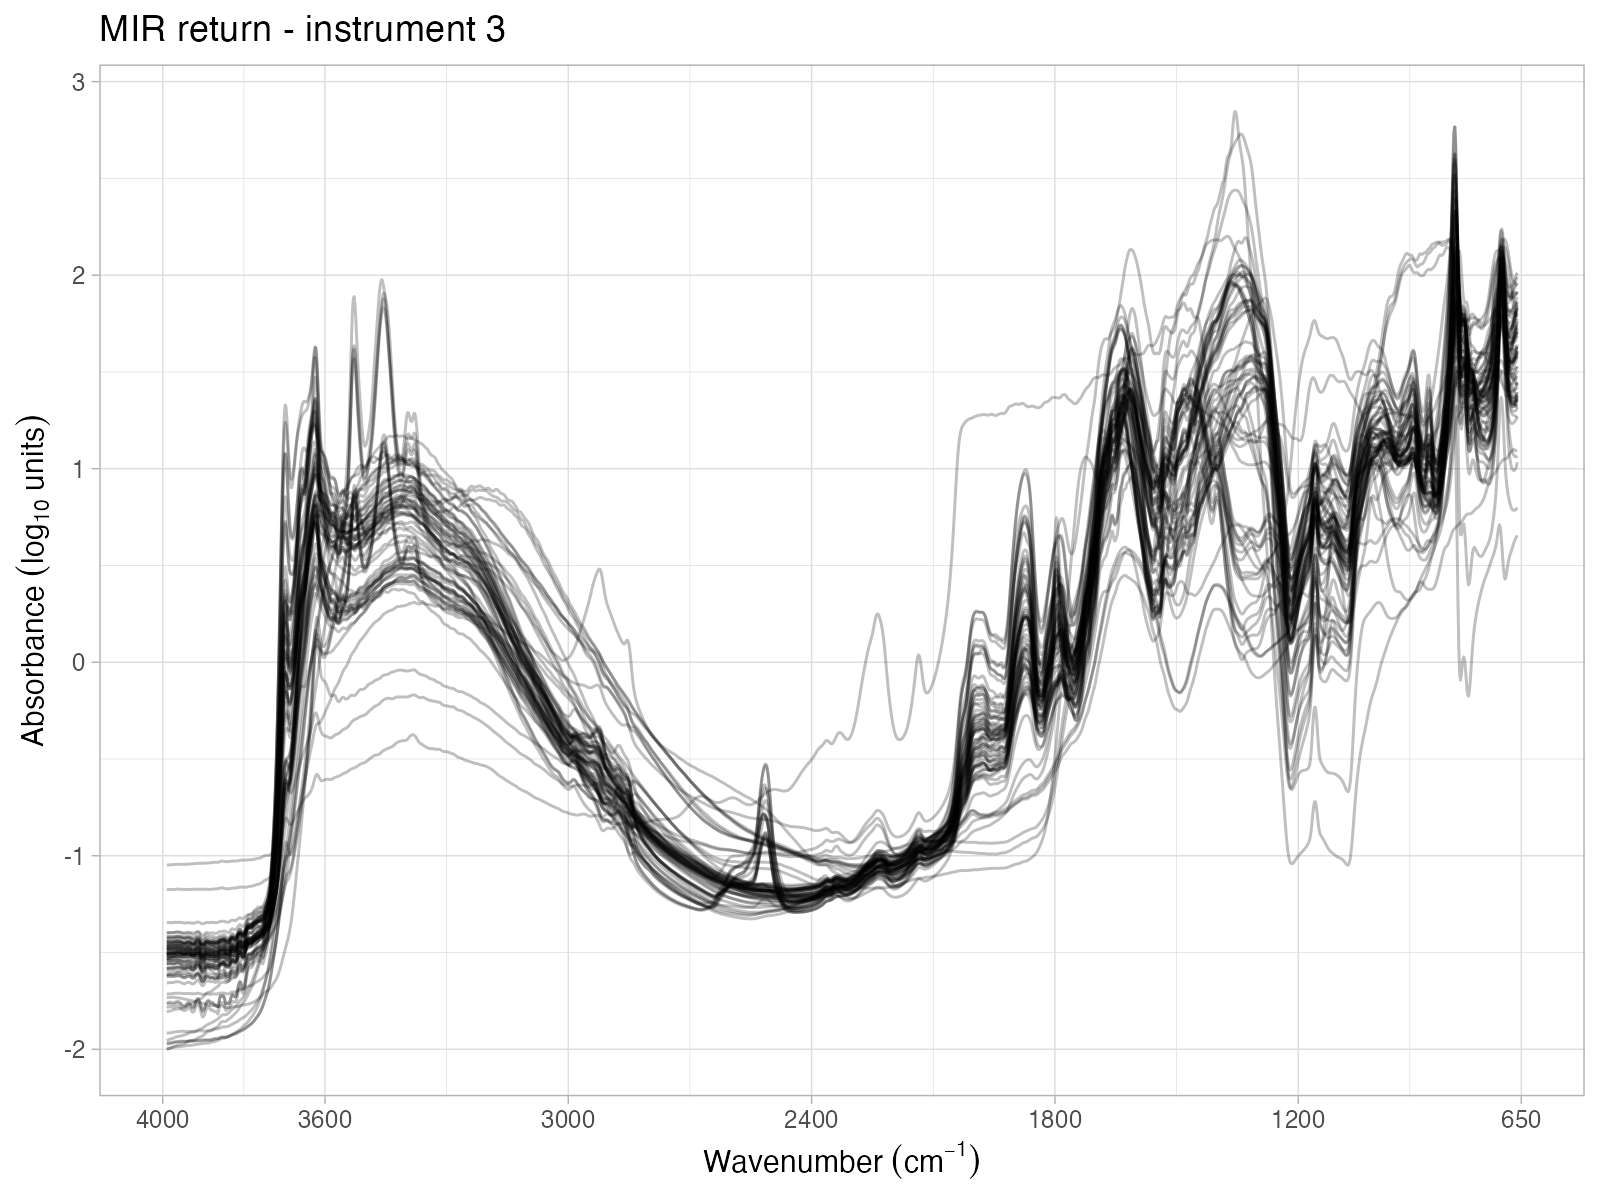 MIR return - instrument 3
3
2
1
0
-1
-2
Absorbance (log₁₀ units)
4000 3600 3000 2400 1800 1200 650
Wavenumber (cm⁻¹)